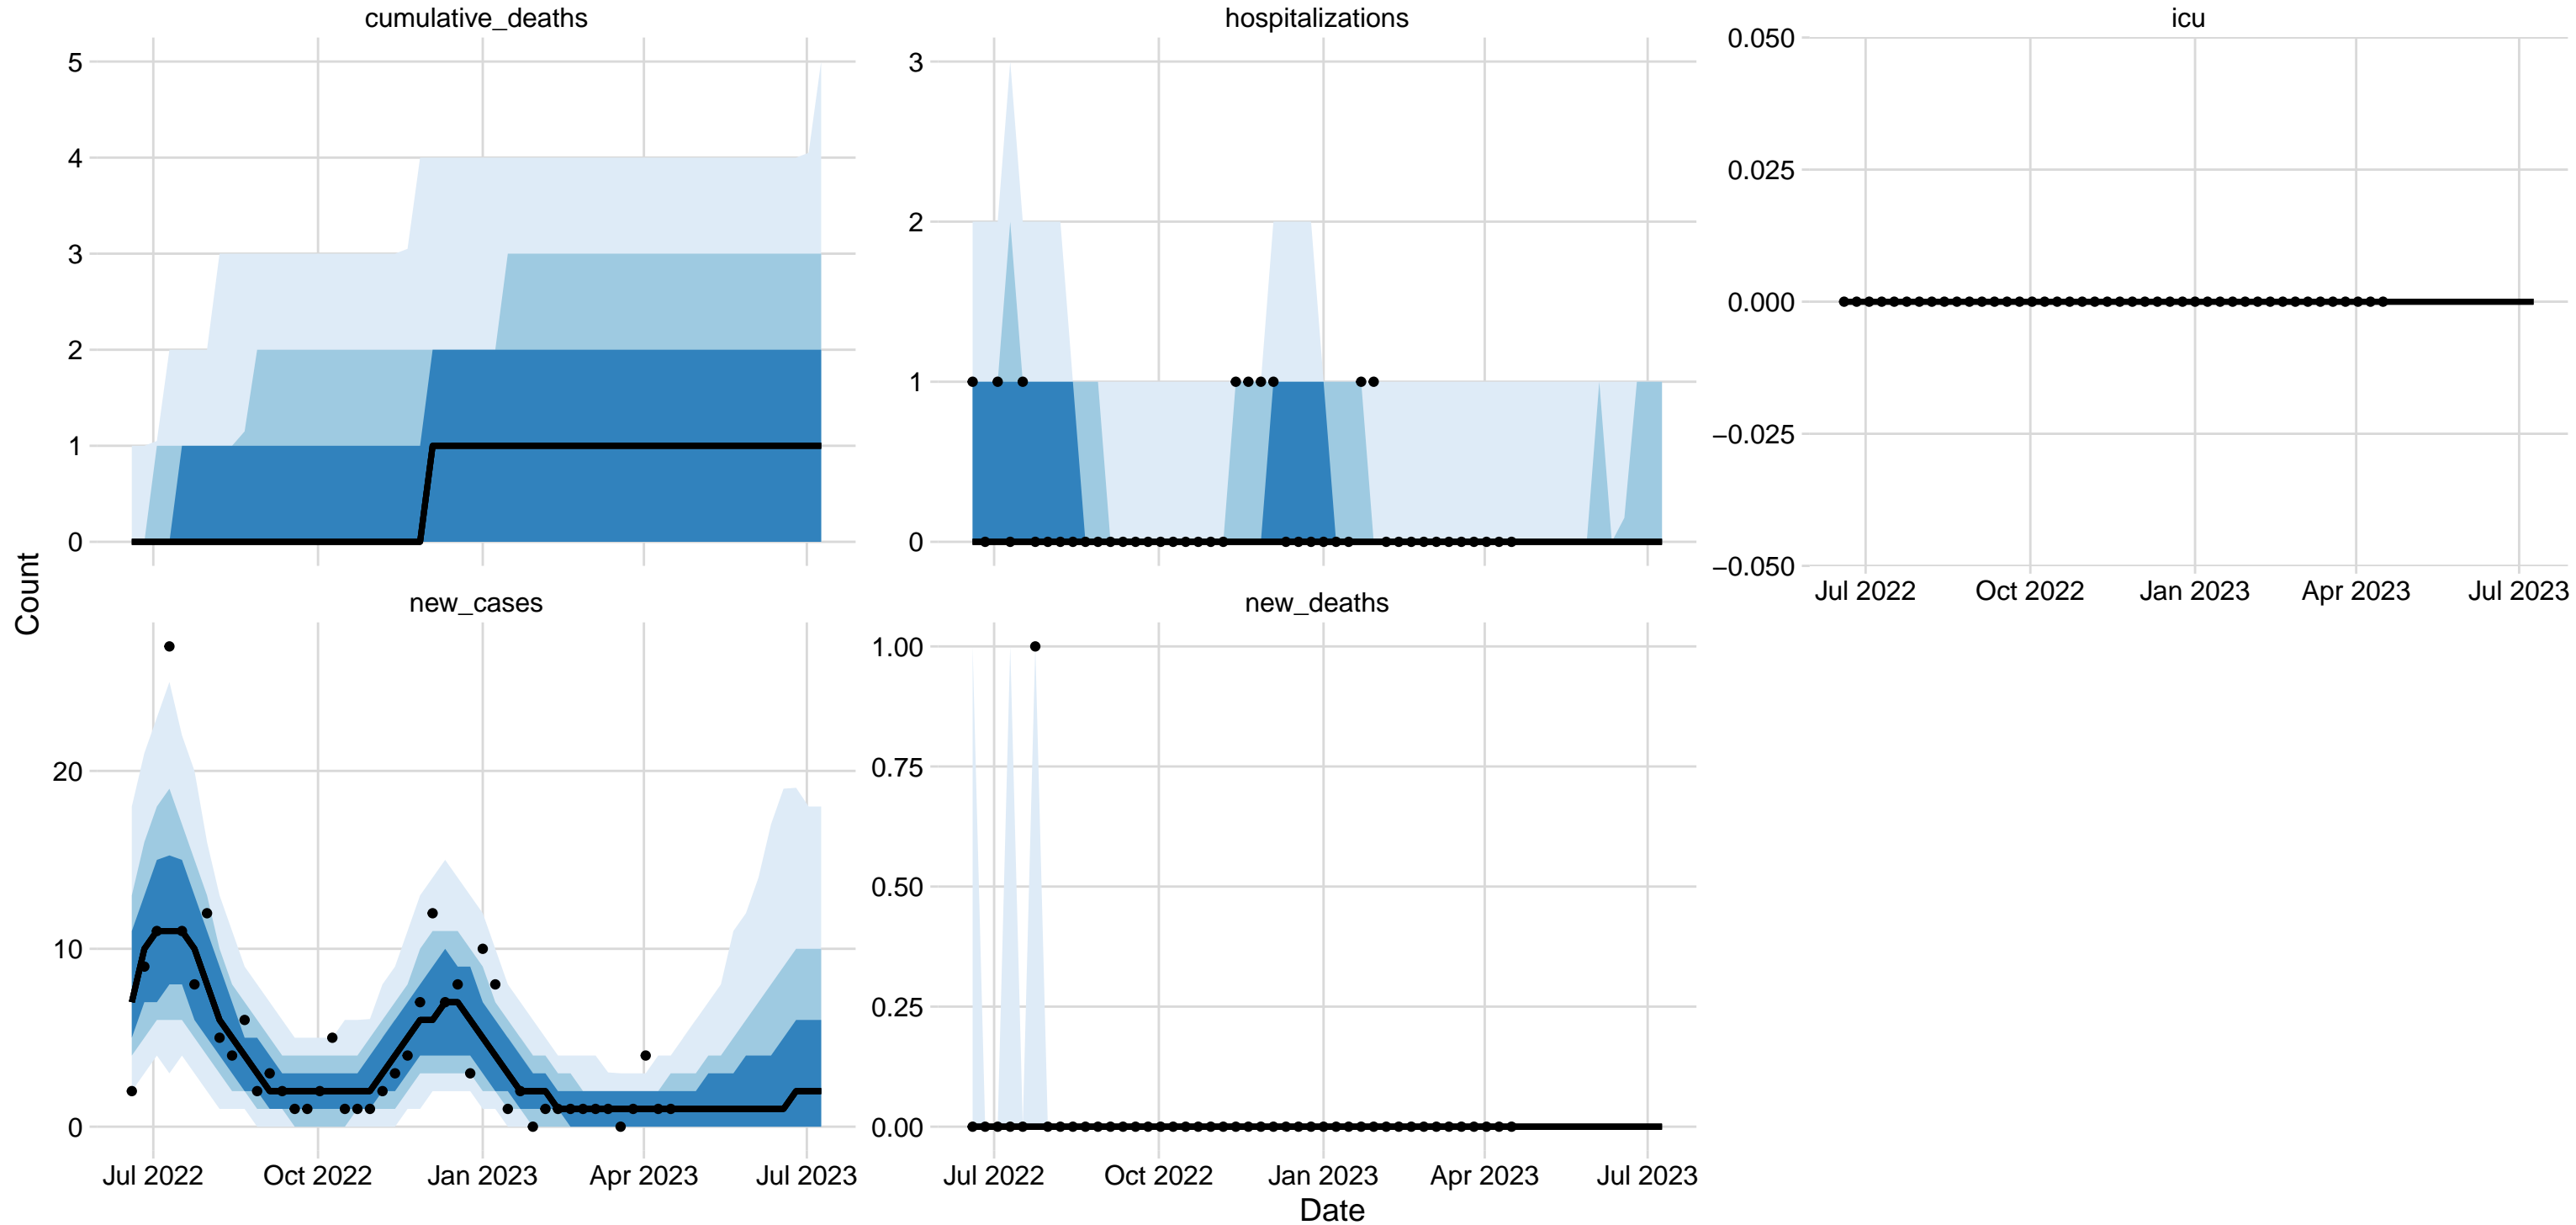 cumulative_deaths
5
4
3
2
1
0
hospitalizations
3
2
1
0
icu
0.050
0.025
0.000
−0.025
−0.050
Jul 2022 Oct 2022 Jan 2023 Apr 2023 Jul 2023
Count
new_cases
20
10
0
Jul 2022 Oct 2022 Jan 2023 Apr 2023 Jul 2023
new_deaths
1.00
0.75
0.50
0.25
0.00
Jul 2022 Oct 2022 Jan 2023 Apr 2023 Jul 2023
Date